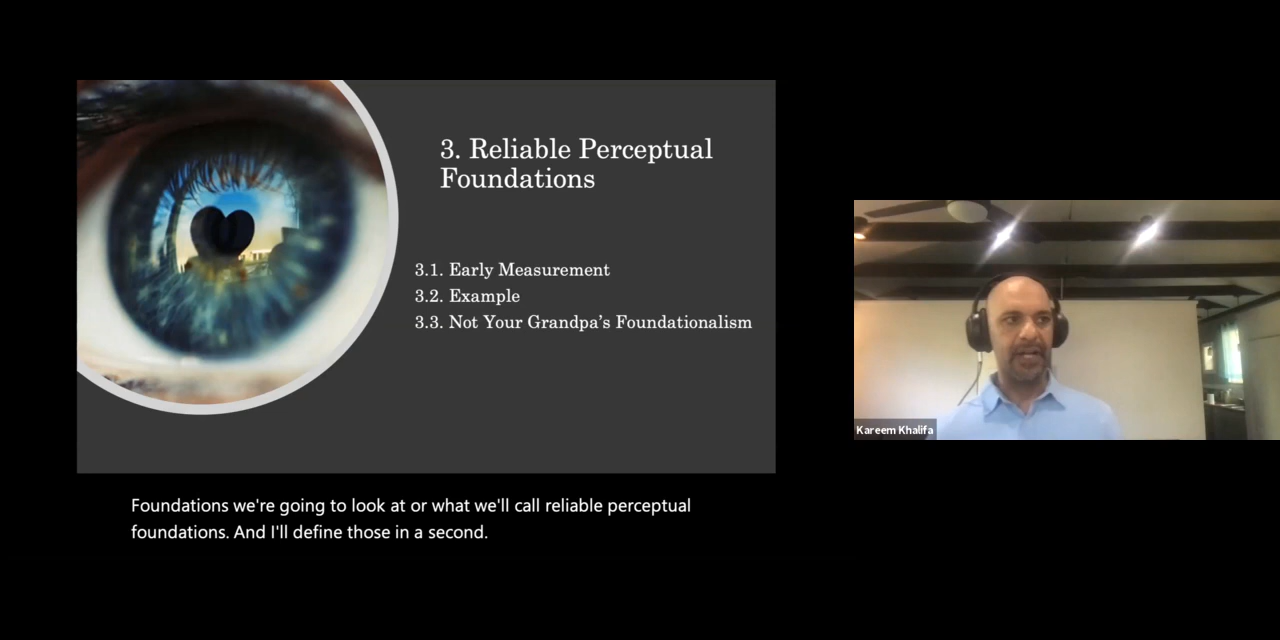 3. Reliable Perceptual
Foundations
3.1. Early Measurement
3.2. Example
3.3. Not Your Grandpa's Foundationalism
Kareem Khalifa
Foundations we're going to look at or what we'll call reliable perceptual
foundations. And I'll define those in a second.